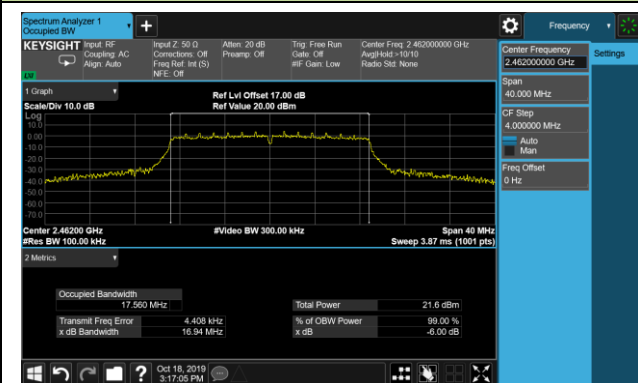 Spectrum Analyzer 1
Occupied BW
+
Frequency
KEYSIGHT
Input: RF
Coupling: AC
Align: Auto
Input Z: 50 Ω
Corrections: Off
Freq Ref: Int (S)
NFE: Off
Atten: 20 dB
Preamp: Off
Trig: Free Run
Gate: Off
#IF Gain: Low
Center Freq: 2.462000000 GHz
Avg|Hold:>10/10
Radio Std: None
Center Frequency
2.462000000 GHz
Settings
Span
40.000 MHz
CF Step
4.000000 MHz
Auto
Man
Freq Offset
0 Hz
1 Graph
Scale/Div 10.0 dB
Ref Lvl Offset 17.00 dB
Ref Value 20.00 dBm
Log
10.0
0.00
-10.0
-20.0
-30.0
-40.0
-50.0
-60.0
-70.0
Center 2.46200 GHz
#Res BW 100.00 kHz
#Video BW 300.00 kHz
Span 40 MHz
Sweep 3.87 ms (1001 pts)
2 Metrics
Occupied Bandwidth
17.560 MHz
Total Power 21.6 dBm
Transmit Freq Error 4.408 kHz
% of OBW Power 99.00 %
x dB Bandwidth 16.94 MHz
x dB -6.00 dB
?
Oct 18, 2019
3:17:05 PM